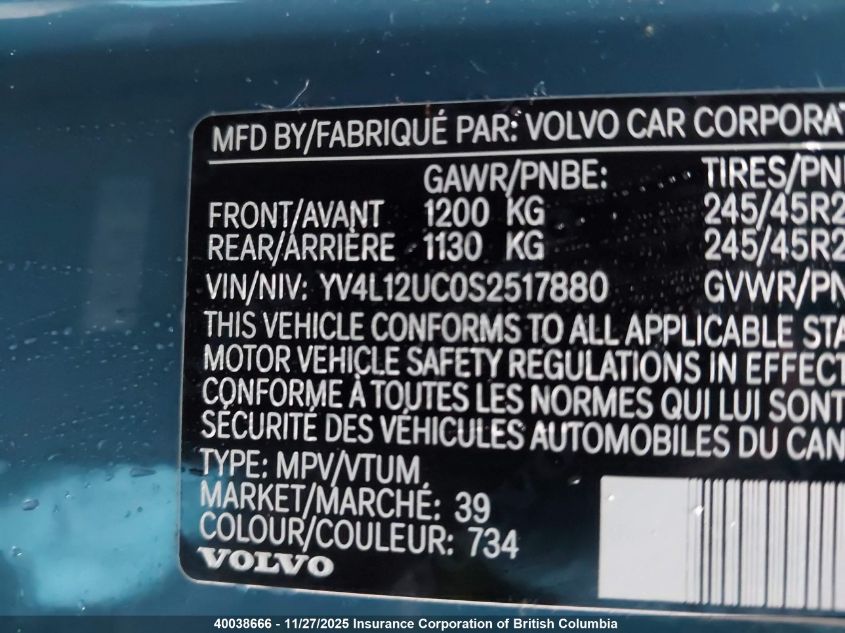 MFD BY/FABRIQUÉ PAR: VOLVO CAR CORPORAT
GAWR/PNBE: TIRES/PN
FRONT/AVANT 1200 KG 245/45R2
REAR/ARRIÈRE 1130 KG 245/45R2
VIN/NIV: YV4L12UC0S2517880 GVWR/PN
THIS VEHICLE CONFORMS TO ALL APPLICABLE STA
MOTOR VEHICLE SAFETY REGULATIONS IN EFFECT
CONFORME À TOUTES LES NORMES QUI LUI SONT
SÉCURITÉ DES VÉHICULES AUTOMOBILES DU CAN
TYPE: MPV/VTUM
MARKET/MARCHÉ: 39
COLOUR/COULEUR: 734
VOLVO
40038666 - 11/27/2025 Insurance Corporation of British Columbia